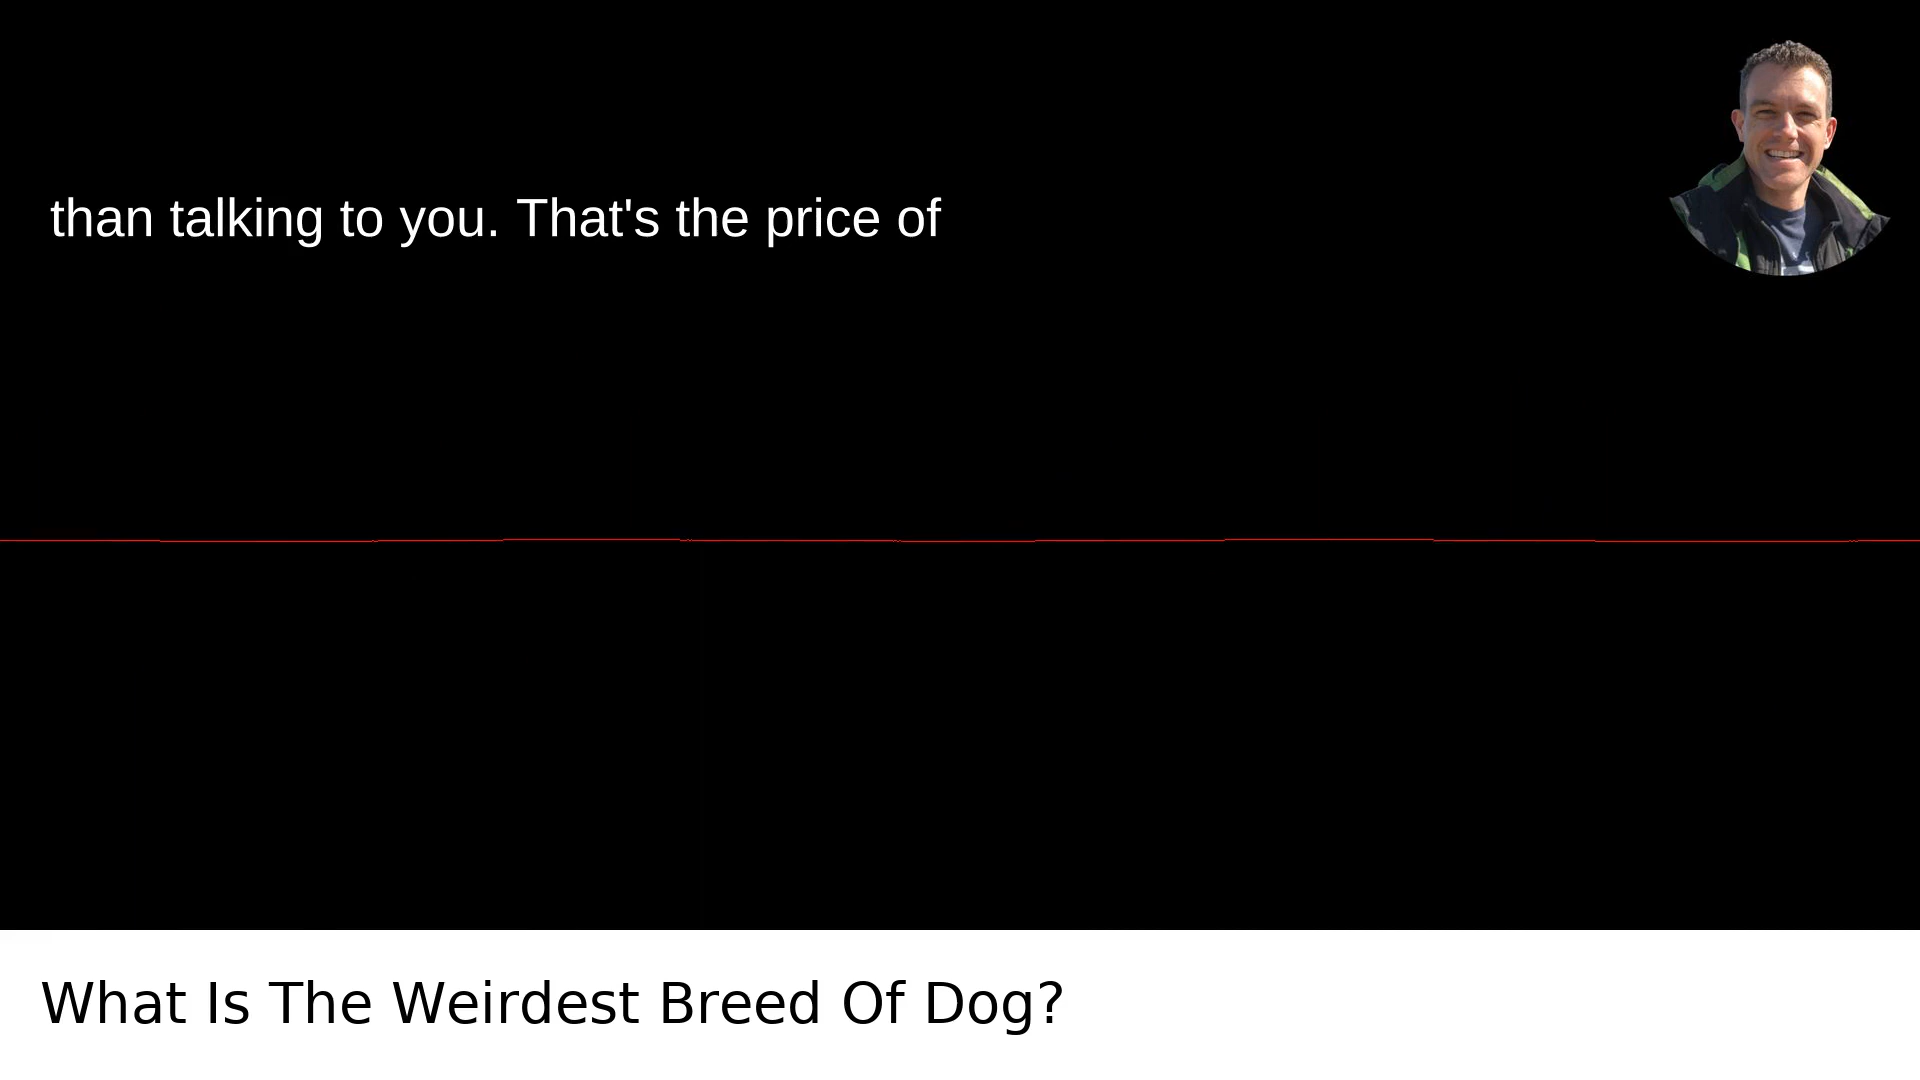 than talking to you. That's the price of
What Is The Weirdest Breed Of Dog?